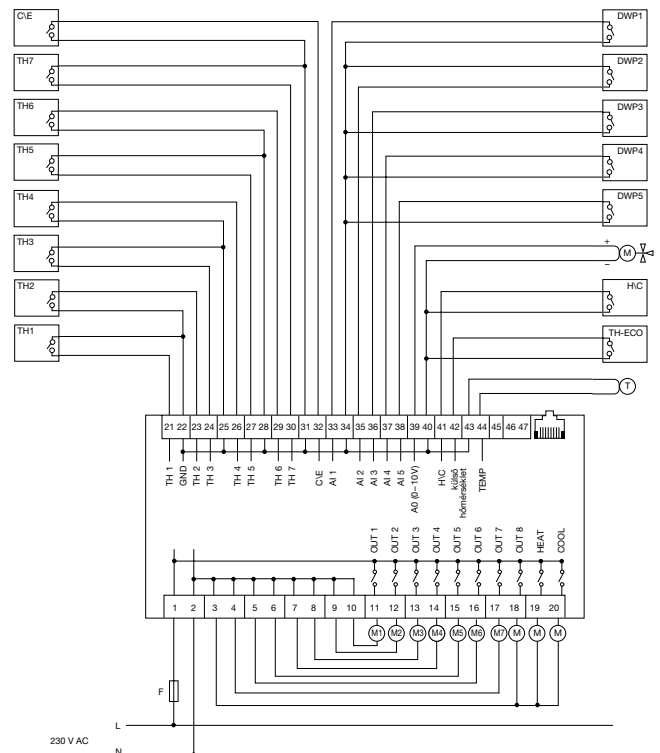 C\E
DWP1
TH7
DWP2
TH6
DWP3
TH5
DWP4
TH4
DWP5
TH3
+
M
−
TH2
H\C
TH1
TH-ECO
T
21 22 23 24 25 26 27 28 29 30 31 32 33 34 35 36 37 38 39 40 41 42 43 44 45 46 47
TH 1
GND
TH 2
TH 3
TH 4
TH 5
TH 6
TH 7
C\E
AI 1
AI 2
AI 3
AI 4
AI 5
A0 (0–10V)
H\C
külső
hőmérséklet
TEMP
OUT 1
OUT 2
OUT 3
OUT 4
OUT 5
OUT 6
OUT 7
OUT 8
HEAT
COOL
1 2 3 4 5 6 7 8 9 10 11 12 13 14 15 16 17 18 19 20
M1 M2 M3 M4 M5 M6 M7 M M M
F
L
230 V AC
N